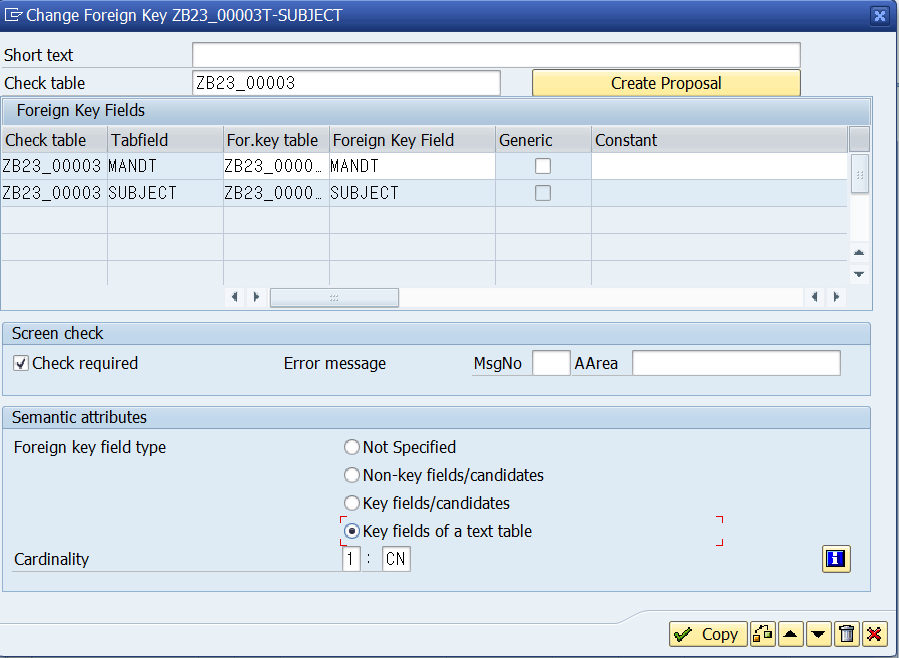 Change Foreign Key ZB23_00003T-SUBJECT
Short text
Check table ZB23_00003 Create Proposal
Foreign Key Fields
Check table Tabfield For.key table Foreign Key Field Generic Constant
ZB23_00003 MANDT ZB23_0000… MANDT
ZB23_00003 SUBJECT ZB23_0000… SUBJECT
Screen check
Check required Error message MsgNo AArea
Semantic attributes
Foreign key field type Not Specified
Non-key fields/candidates
Key fields/candidates
Key fields of a text table
Cardinality 1 : CN
Copy